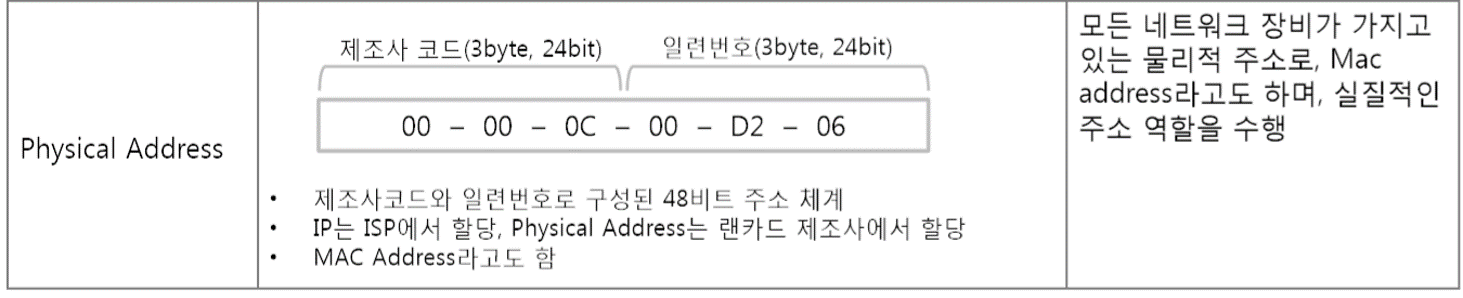 Physical Address
제조사 코드(3byte, 24bit)
일련번호(3byte, 24bit)
00 – 00 – 0C – 00 – D2 – 06
• 제조사코드와 일련번호로 구성된 48비트 주소 체계
• IP는 ISP에서 할당, Physical Address는 랜카드 제조사에서 할당
• MAC Address라고도 함
모든 네트워크 장비가 가지고
있는 물리적 주소로, Mac
address라고도 하며, 실질적인
주소 역할을 수행